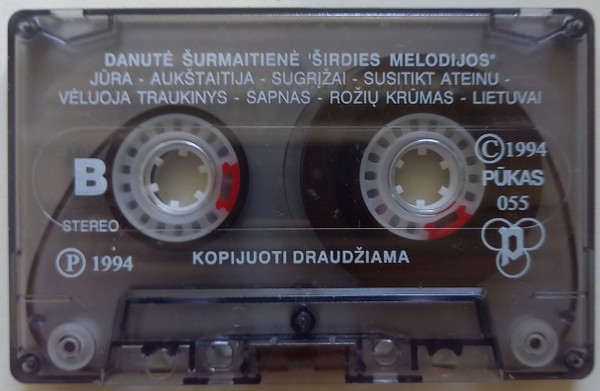 DANUTĖ ŠURMAITIENĖ 'ŠIRDIES MELODIJOS"
JŪRA - AUKŠTAITIJA - SUGRĮŽAI - SUSITIKT ATEINU -
VĖLUOJA TRAUKINYS - SAPNAS - ROŽIŲ KRŪMAS - LIETUVAI
B
STEREO
Ⓟ 1994
© 1994
PŪKAS
055
p
KOPIJUOTI DRAUDŽIAMA